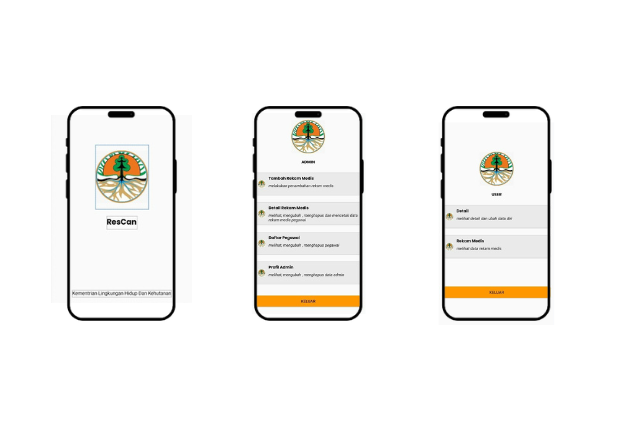 ResCan
Kementrian Lingkungan Hidup Dan Kehutanan
ADMIN
Tambah Rekam Medis
melakukan penambahan rekam medis
Detail Rekam Medis
melihat, mengubah , menghapus dan mencetak data
rekam medis pegawai
Daftar Pegawai
melihat, mengubah , menghapus pegawai
Profil Admin
melihat, mengubah , menghapus data admin
KELUAR
USER
Detail
melihat detail dan ubah data diri
Rekam Medis
melihat data rekam medis
KELUAR